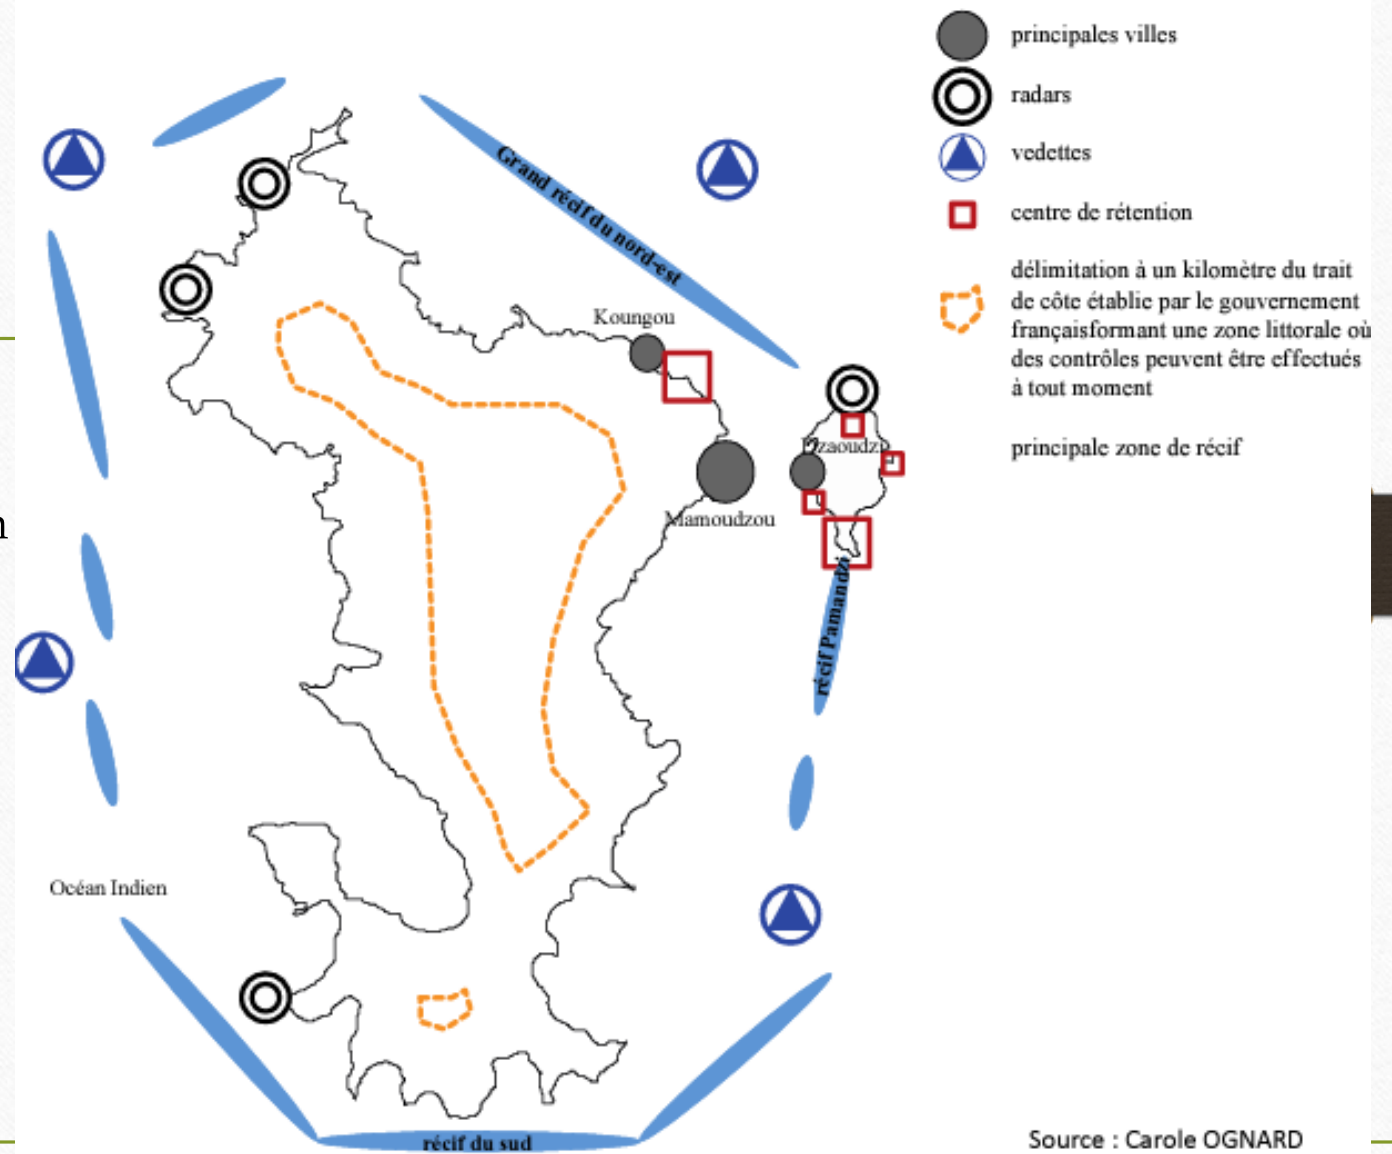 principales villes
radars
vedettes
centre de rétention
délimitation à un kilomètre du trait
de côte établie par le gouvernement
françaisformant une zone littorale où
des contrôles peuvent être effectués
à tout moment
principale zone de récif
Grand récif du nord-est
Koungou
Dzaoudzi
Mamoudzou
n
récif Pamandzi
Océan Indien
récif du sud
Source : Carole OGNARD